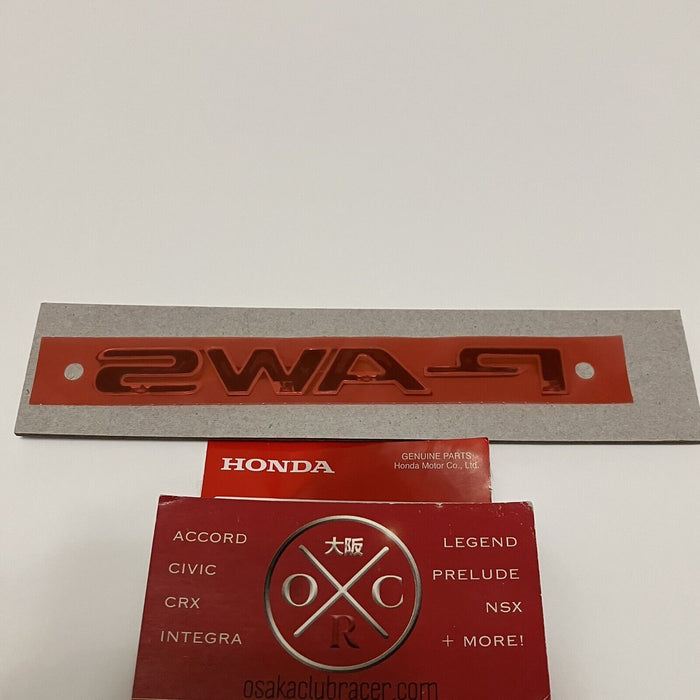 P-AWS
HONDA
GENUINE PARTS
Honda Motor Co., Ltd.
ACCORD
CIVIC
CRX
INTEGRA
大阪
O C
R
LEGEND
PRELUDE
NSX
+ MORE!
osakaclubracer.com